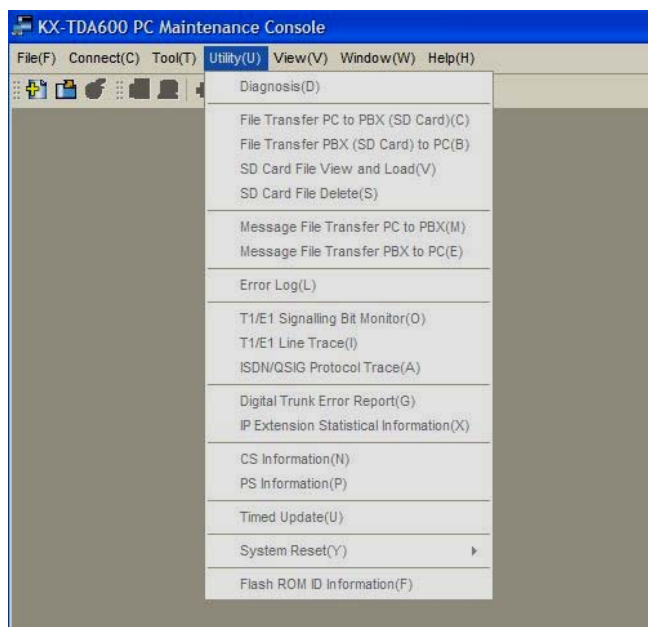 KX-TDA600 PC Maintenance Console
File(F) Connect(C) Tool(T) Utility(U) View(V) Window(W) Help(H)
Diagnosis(D)
File Transfer PC to PBX (SD Card)(C)
File Transfer PBX (SD Card) to PC(B)
SD Card File View and Load(V)
SD Card File Delete(S)
Message File Transfer PC to PBX(M)
Message File Transfer PBX to PC(E)
Error Log(L)
T1/E1 Signalling Bit Monitor(O)
T1/E1 Line Trace(I)
ISDN/QSIG Protocol Trace(A)
Digital Trunk Error Report(G)
IP Extension Statistical Information(X)
CS Information(N)
PS Information(P)
Timed Update(U)
System Reset(Y)
Flash ROM ID Information(F)